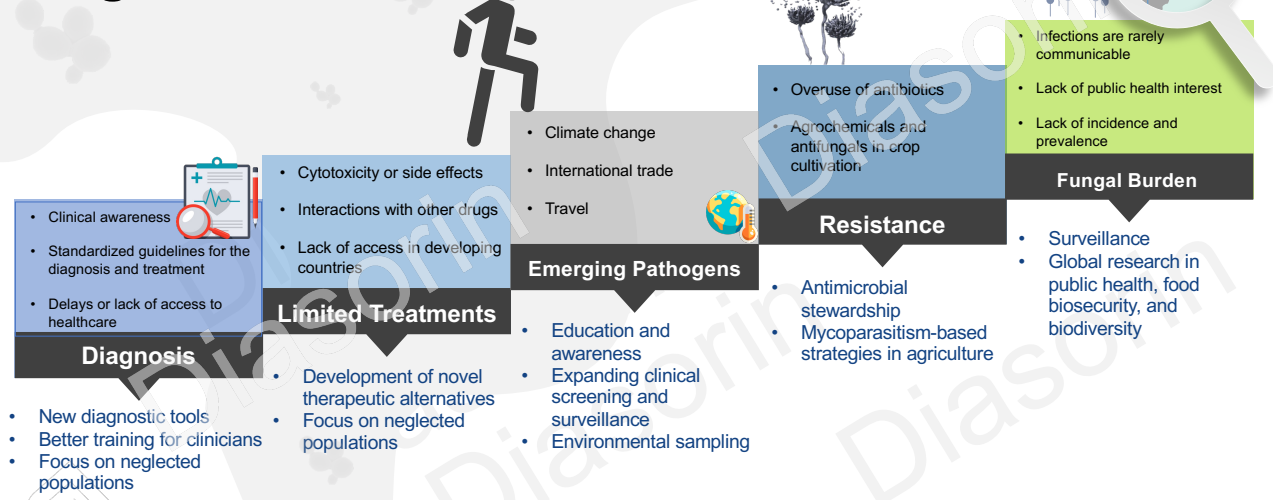 • Clinical awareness
• Standardized guidelines for the
diagnosis and treatment
• Delays or lack of access to
healthcare
Diagnosis
• New diagnostic tools
• Better training for clinicians
• Focus on neglected
populations
• Cytotoxicity or side effects
• Interactions with other drugs
• Lack of access in developing
countries
Limited Treatments
• Development of novel
therapeutic alternatives
• Focus on neglected
populations
• Climate change
• International trade
• Travel
Emerging Pathogens
• Education and
awareness
• Expanding clinical
screening and
surveillance
• Environmental sampling
• Overuse of antibiotics
• Agrochemicals and
antifungals in crop
cultivation
Resistance
• Antimicrobial
stewardship
• Mycoparasitism-based
strategies in agriculture
• Infections are rarely
communicable
• Lack of public health interest
• Lack of incidence and
prevalence
Fungal Burden
• Surveillance
• Global research in
public health, food
biosecurity, and
biodiversity
Diasorin
Diasorin
Diasorin
Diasorin